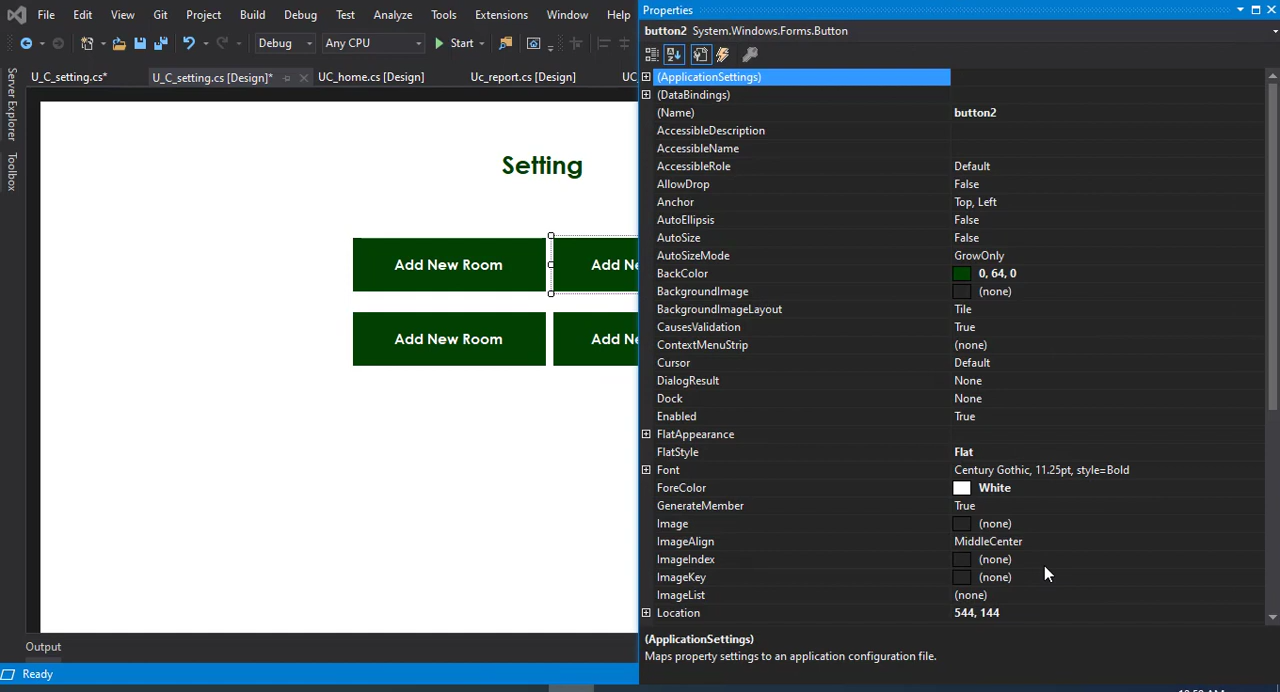 File Edit View Git Project Build Debug Test Analyze Tools Extensions Window Help
Debug Any CPU Start
U_C_setting.cs* U_C_setting.cs [Design]* UC_home.cs [Design] Uc_report.cs [Design] UC
Server Explorer
Toolbox
Setting
Add New Room Add Ne
Add New Room Add Ne
Output
Ready
Properties
button2 System.Windows.Forms.Button
(ApplicationSettings)
(DataBindings)
(Name) button2
AccessibleDescription
AccessibleName
AccessibleRole Default
AllowDrop False
Anchor Top, Left
AutoEllipsis False
AutoSize False
AutoSizeMode GrowOnly
BackColor 0, 64, 0
BackgroundImage (none)
BackgroundImageLayout Tile
CausesValidation True
ContextMenuStrip (none)
Cursor Default
DialogResult None
Dock None
Enabled True
FlatAppearance
FlatStyle Flat
Font Century Gothic, 11.25pt, style=Bold
ForeColor White
GenerateMember True
Image (none)
ImageAlign MiddleCenter
ImageIndex (none)
ImageKey (none)
ImageList (none)
Location 544, 144
(ApplicationSettings)
Maps property settings to an application configuration file.